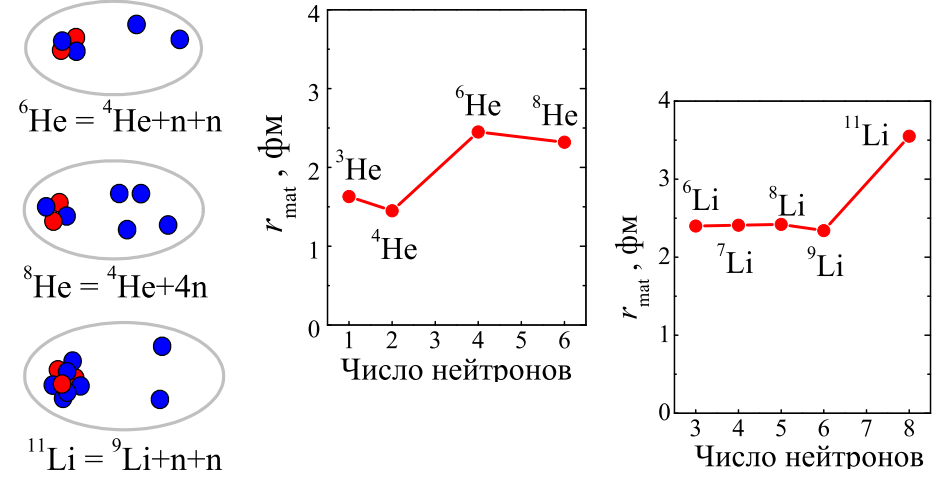 ⁶He = ⁴He+n+n
⁸He = ⁴He+4n
¹¹Li = ⁹Li+n+n
r mat , фм
4
3
2
1
0
³He
⁴He
⁶He
⁸He
1 2 3 4 5 6
Число нейтронов
r mat , фм
4
3
2
1
0
⁶Li
⁷Li
⁸Li
⁹Li
¹¹Li
3 4 5 6 7 8
Число нейтронов